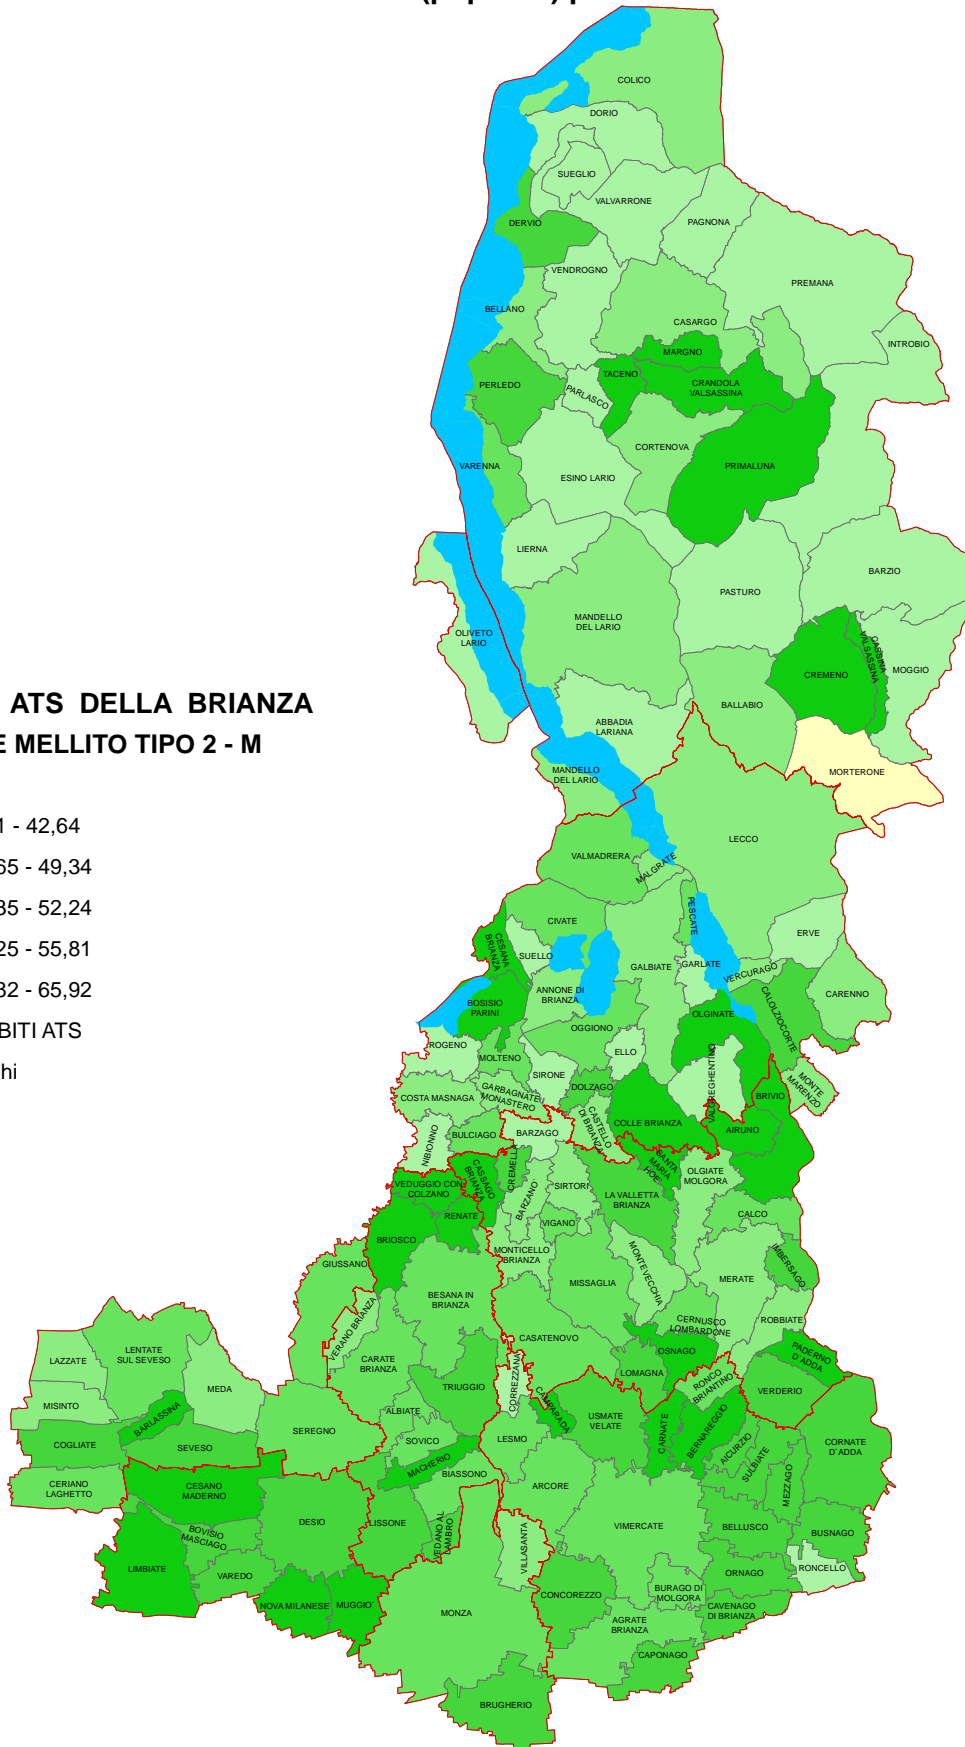 COLICO
DORIO
SUEGLIO
VALVARRONE
PAGNONA
DERVIO
VENDROGNO
PREMANA
BELLANO
CASARGO
INTROBIO
MARGNO
TACENO
CRANDOLA
VALSASSINA
PERLEDO
PARLASCO
CORTENOVA
PRIMALUNA
VARENNA
ESINO LARIO
LIERNA
BARZIO
PASTURO
MANDELLO
DEL LARIO
OLIVETO
LARIO
CASSINA
VALSASSINA
MOGGIO
CREMENO
BALLABIO
ATS DELLA BRIANZA
E MELLITO TIPO 2 - M
ABBADIA
LARIANA
MANDELLO
DEL LARIO
MORTERONE
- 42,64
65 - 49,34
35 - 52,24
25 - 55,81
32 - 65,92
BITI ATS
hi
LECCO
VALMADRERA
MALGRATE
CIVATE
PESCATE
ERVE
CESANA
BRIANZA
SUELLO
GALBIATE
GARLATE
VERCURAGO
ANNONE DI
BRIANZA
CARENNO
BOSISIO
PARINI
OLGINATE
CALOLZIOCORTE
OGGIONO
ROGENO
MOLTENO
ELLO
SIRONE
VALGREGHENTINO
MONTE
MARENZO
DOLZAGO
BRIVIO
COSTA MASNAGA
GARBAGNATE
MONASTERO
CASTELLO
DI BRIANZA
COLLE BRIANZA
AIRUNO
NIBIONNO
BULCIAGO
BARZAGO
CREMELLA
CASSAGO
BRIANZA
SANTA
MARIA
HOE'
OLGIATE
MOLGORA
VEDUGGIO CON
COLZANO
BARZANO'
SIRTORI
LA VALLETTA
BRIANZA
RENATE
VIGANO
CALCO
BRIOSCO
MONTICELLO
BRIANZA
MONTEVECCHIA
IMBERSAGO
GIUSSANO
MISSAGLIA
MERATE
BESANA IN
BRIANZA
VERANO BRIANZA
CERNUSCO
LOMBARDONE
ROBBIATE
CASATENOVO
LENTATE
SUL SEVESO
LAZZATE
CARATE
BRIANZA
OSNAGO
PADERNO
D'ADDA
CORREZZANA
LOMAGNA
RONCO
BRIANTINO
MEDA
TRIUGGIO
VERDERIO
MISINTO
BARLASSINA
ALBIATE
CAMPARADA
USMATE
VELATE
CARNATE
BERNAREGGIO
SEREGNO
SOVICO
LESMO
COGLIATE
SEVESO
AICURZIO
SULBIATE
CORNATE
D'ADDA
MACHERIO
BIASSONO
MEZZAGO
CERIANO
LAGHETTO
CESANO
MADERNO
ARCORE
DESIO
LISSONE
VEDANO AL
LAMBRO
VIMERCATE
BELLUSCO
BUSNAGO
BOVISIO
MASCIAGO
VILLASANTA
LIMBIATE
VAREDO
ORNAGO
RONCELLO
CONCOREZZO
BURAGO DI
MOLGORA
NOVA MILANESE
MUGGIO'
MONZA
AGRATE
BRIANZA
CAVENAGO
DI BRIANZA
CAPONAGO
BRUGHERIO